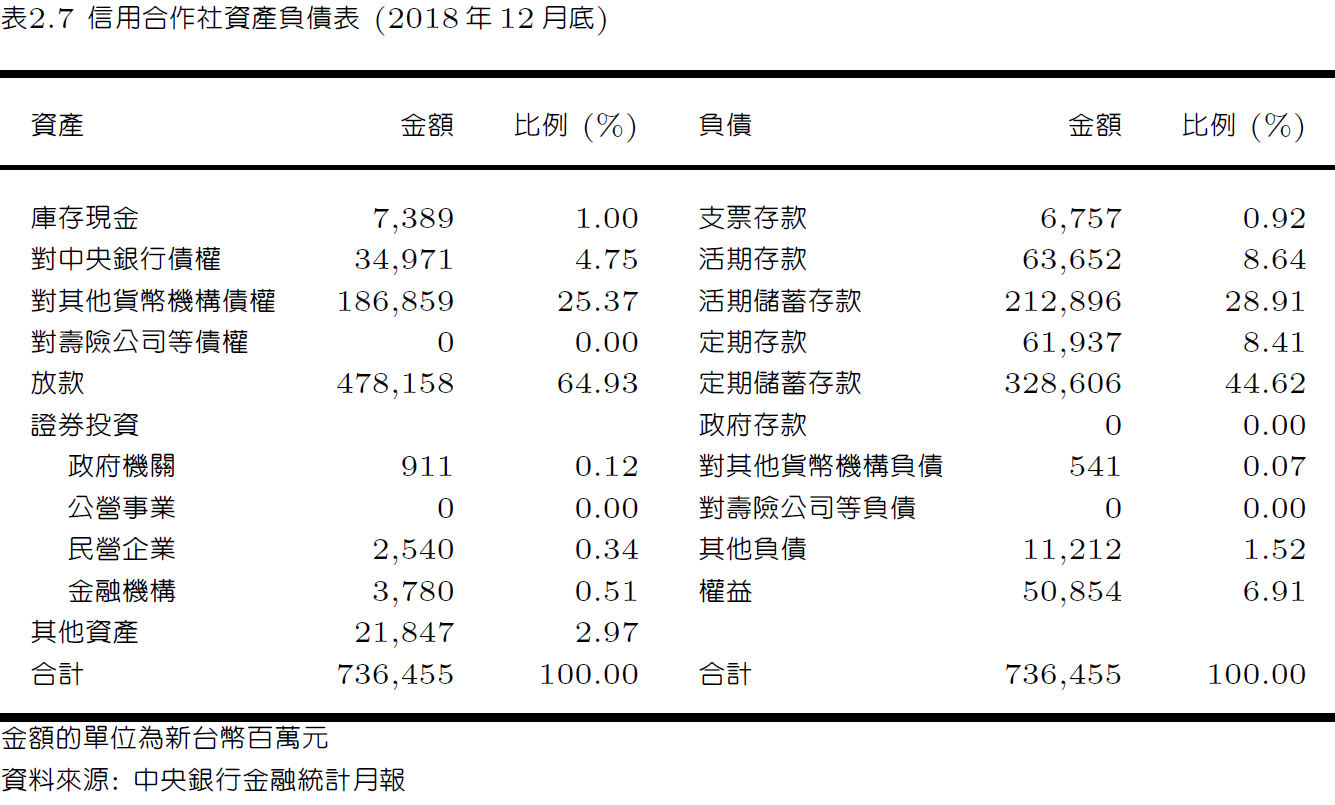 表2.7 信用合作社資產負債表 (2018 年 12 月底)
資產 金額 比例 (%) 負債 金額 比例 (%)
庫存現金 7,389 1.00 支票存款 6,757 0.92
對中央銀行債權 34,971 4.75 活期存款 63,652 8.64
對其他貨幣機構債權 186,859 25.37 活期儲蓄存款 212,896 28.91
對壽險公司等債權 0 0.00 定期存款 61,937 8.41
放款 478,158 64.93 定期儲蓄存款 328,606 44.62
證券投資 政府存款 0 0.00
政府機關 911 0.12 對其他貨幣機構負債 541 0.07
公營事業 0 0.00 對壽險公司等負債 0 0.00
民營企業 2,540 0.34 其他負債 11,212 1.52
金融機構 3,780 0.51 權益 50,854 6.91
其他資產 21,847 2.97
合計 736,455 100.00 合計 736,455 100.00
金額的單位為新台幣百萬元
資料來源: 中央銀行金融統計月報